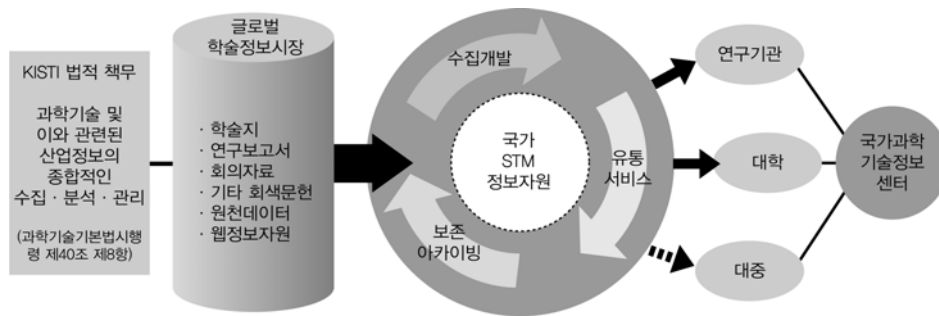 KISTI 법적 책무
과학기술 및
이와 관련된
산업정보의
종합적인
수집 · 분석 · 관리
(과학기술기본법시행
령 제40조 제8항)
글로벌
학술정보시장
· 학술지
· 연구보고서
· 회의자료
· 기타 회색문헌
· 원천데이터
· 웹정보자원
수집개발
국가
STM
정보자원
유통
서비스
보존
아카이빙
연구기관
대학
대중
국가과학
기술정보
센터